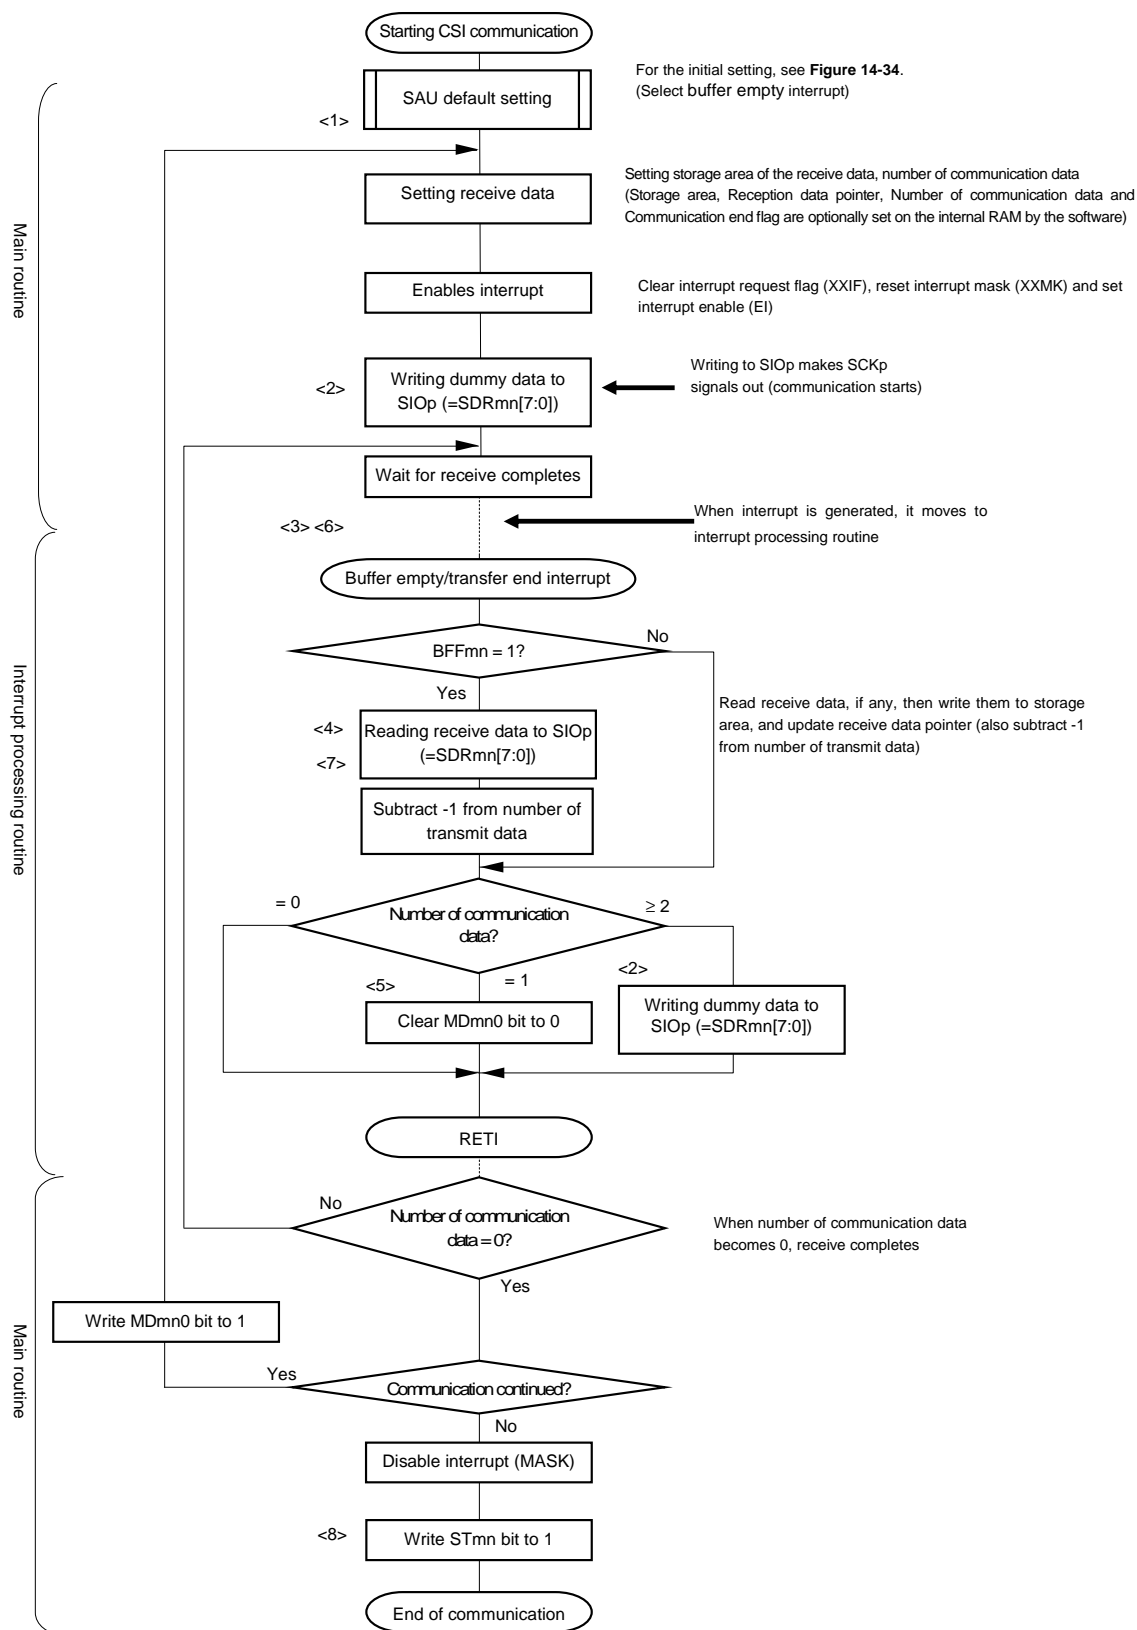 Starting CSI communication
For the initial setting, see Figure 14-34.
(Select buffer empty interrupt)
SAU default setting
<1>
Setting storage area of the receive data, number of communication data
(Storage area, Reception data pointer, Number of communication data and
Communication end flag are optionally set on the internal RAM by the software)
Setting receive data
Main routine
Enables interrupt
Clear interrupt request flag (XXIF), reset interrupt mask (XXMK) and set
interrupt enable (EI)
<2>
Writing dummy data to
SIOp (=SDRmn[7:0])
Writing to SIOp makes SCKp
signals out (communication starts)
Wait for receive completes
<3> <6>
When interrupt is generated, it moves to
interrupt processing routine
Buffer empty/transfer end interrupt
BFFmn = 1?
No
Yes
Interrupt processing routine
<4>
<7>
Reading receive data to SIOp
(=SDRmn[7:0])
Read receive data, if any, then write them to storage
area, and update receive data pointer (also subtract -1
from number of transmit data)
Subtract -1 from number of
transmit data
= 0
Number of communication
data?
≥ 2
= 1
<5>
Clear MDmn0 bit to 0
<2>
Writing dummy data to
SIOp (=SDRmn[7:0])
RETI
No
Number of communication
data = 0?
When number of communication data
becomes 0, receive completes
Yes
Write MDmn0 bit to 1
Main routine
Yes
Communication continued?
No
Disable interrupt (MASK)
<8>
Write STmn bit to 1
End of communication